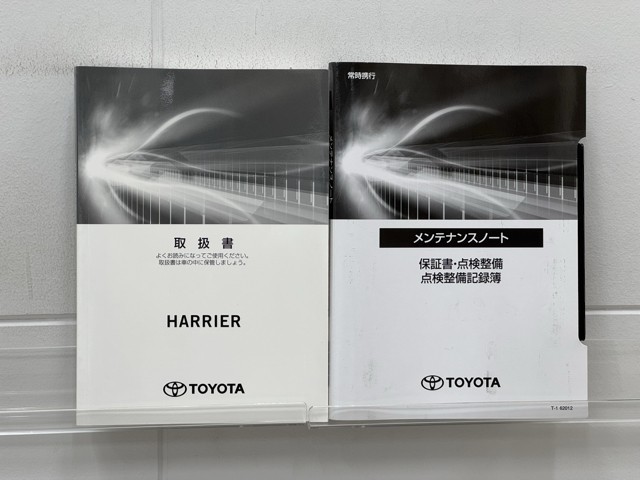 取扱書
よくお読みになってご使用ください。
取扱書は車の中に保管しましょう。
HARRIER
TOYOTA
常時携行
メンテナンスノート
保証書・点検整備
点検整備記録簿
TOYOTA
T-1 62012